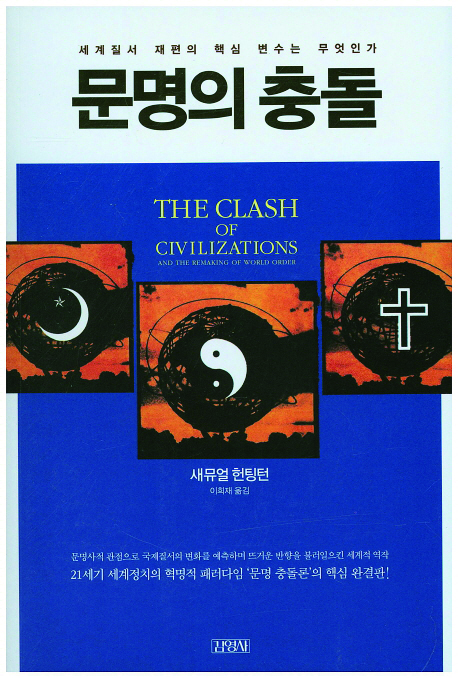 세계질서 재편의 핵심 변수는 무엇인가
문명의 충돌
THE CLASH
OF
CIVILIZATIONS
AND THE REMAKING OF WORLD ORDER
새뮤얼 헌팅턴
이희재 옮김
문명사적 관점으로 국제질서의 변화를 예측하며 뜨거운 반향을 불러일으킨 세계적 역작
21세기 세계정치의 혁명적 패러다임 '문명 충돌론'의 핵심 완결판!
김영사